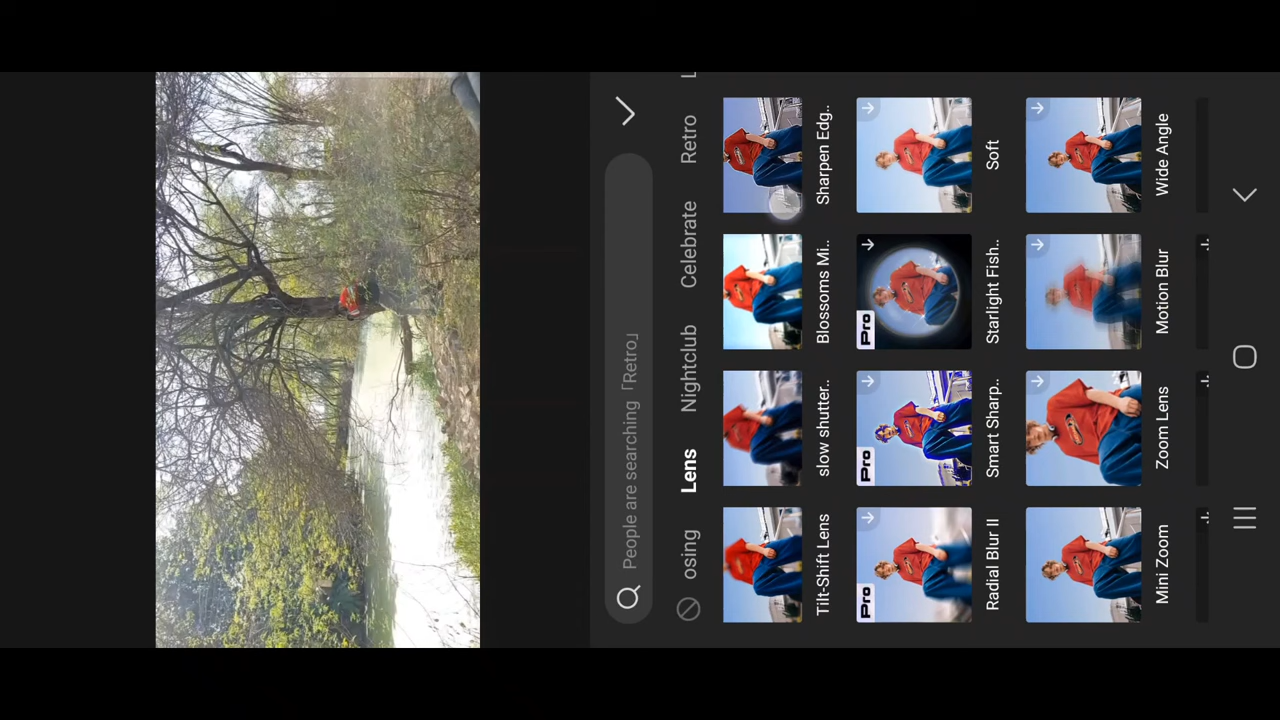 People are searching「Retro」
osing Lens Nightclub Celebrate Retro
Tilt-Shift Lens slow shutter.. Blossoms Mi.. Sharpen Edg..
Pro Pro Pro
Radial Blur II Smart Sharp.. Starlight Fish.. Soft
Mini Zoom Zoom Lens Motion Blur Wide Angle